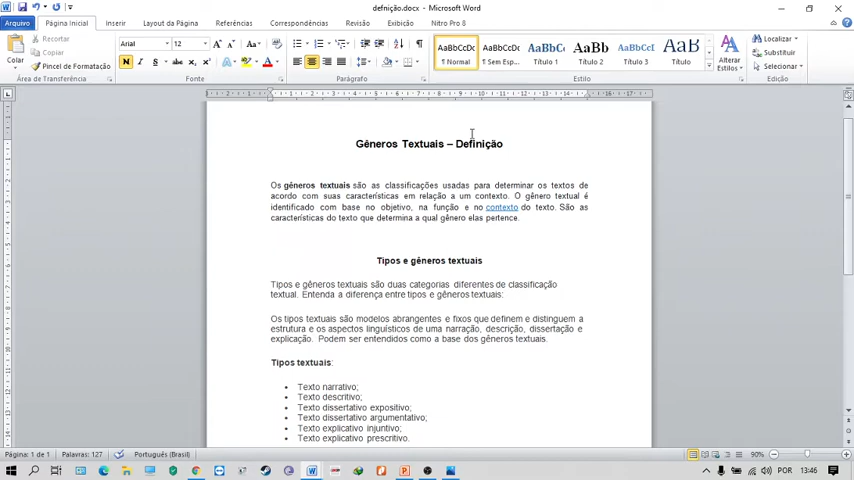 defnição.docx - Microsoft Word
Arquivo Página Inicial Inserir Layout da Página Referências Correspondências Revisão Exibição Nitro Pro 8
Recortar
Copiar
Colar
Pincel de Formatação
Área de Transferência
Arial 12
Fonte
Parágrafo
AaBbCcDc AaBbCcDc AaBbCc AaBb AaBbCcI AaB
¶ Normal ¶ Sem Esp... Título 1 Título 2 Título 3 Título
Alterar Estilos
Estilo
Localizar
Substituir
Selecionar
Edição
Gêneros Textuais – Definição
Os gêneros textuais são as classificações usadas para determinar os textos de
acordo com suas características em relação a um contexto. O gênero textual é
identificado com base no objetivo, na função e no contexto do texto. São as
características do texto que determina a qual gênero elas pertence.
Tipos e gêneros textuais
Tipos e gêneros textuais são duas categorias diferentes de classificação
textual. Entenda a diferença entre tipos e gêneros textuais:
Os tipos textuais são modelos abrangentes e fixos que definem e distinguem a
estrutura e os aspectos linguísticos de uma narração, descrição, dissertação e
explicação. Podem ser entendidos como a base dos gêneros textuais.
Tipos textuais:
Texto narrativo;
Texto descritivo;
Texto dissertativo expositivo;
Texto dissertativo argumentativo;
Texto explicativo injuntivo;
Texto explicativo prescritivo.
Página: 1 de 1 Palavras: 127 Português (Brasil) 90%
POR 13:46